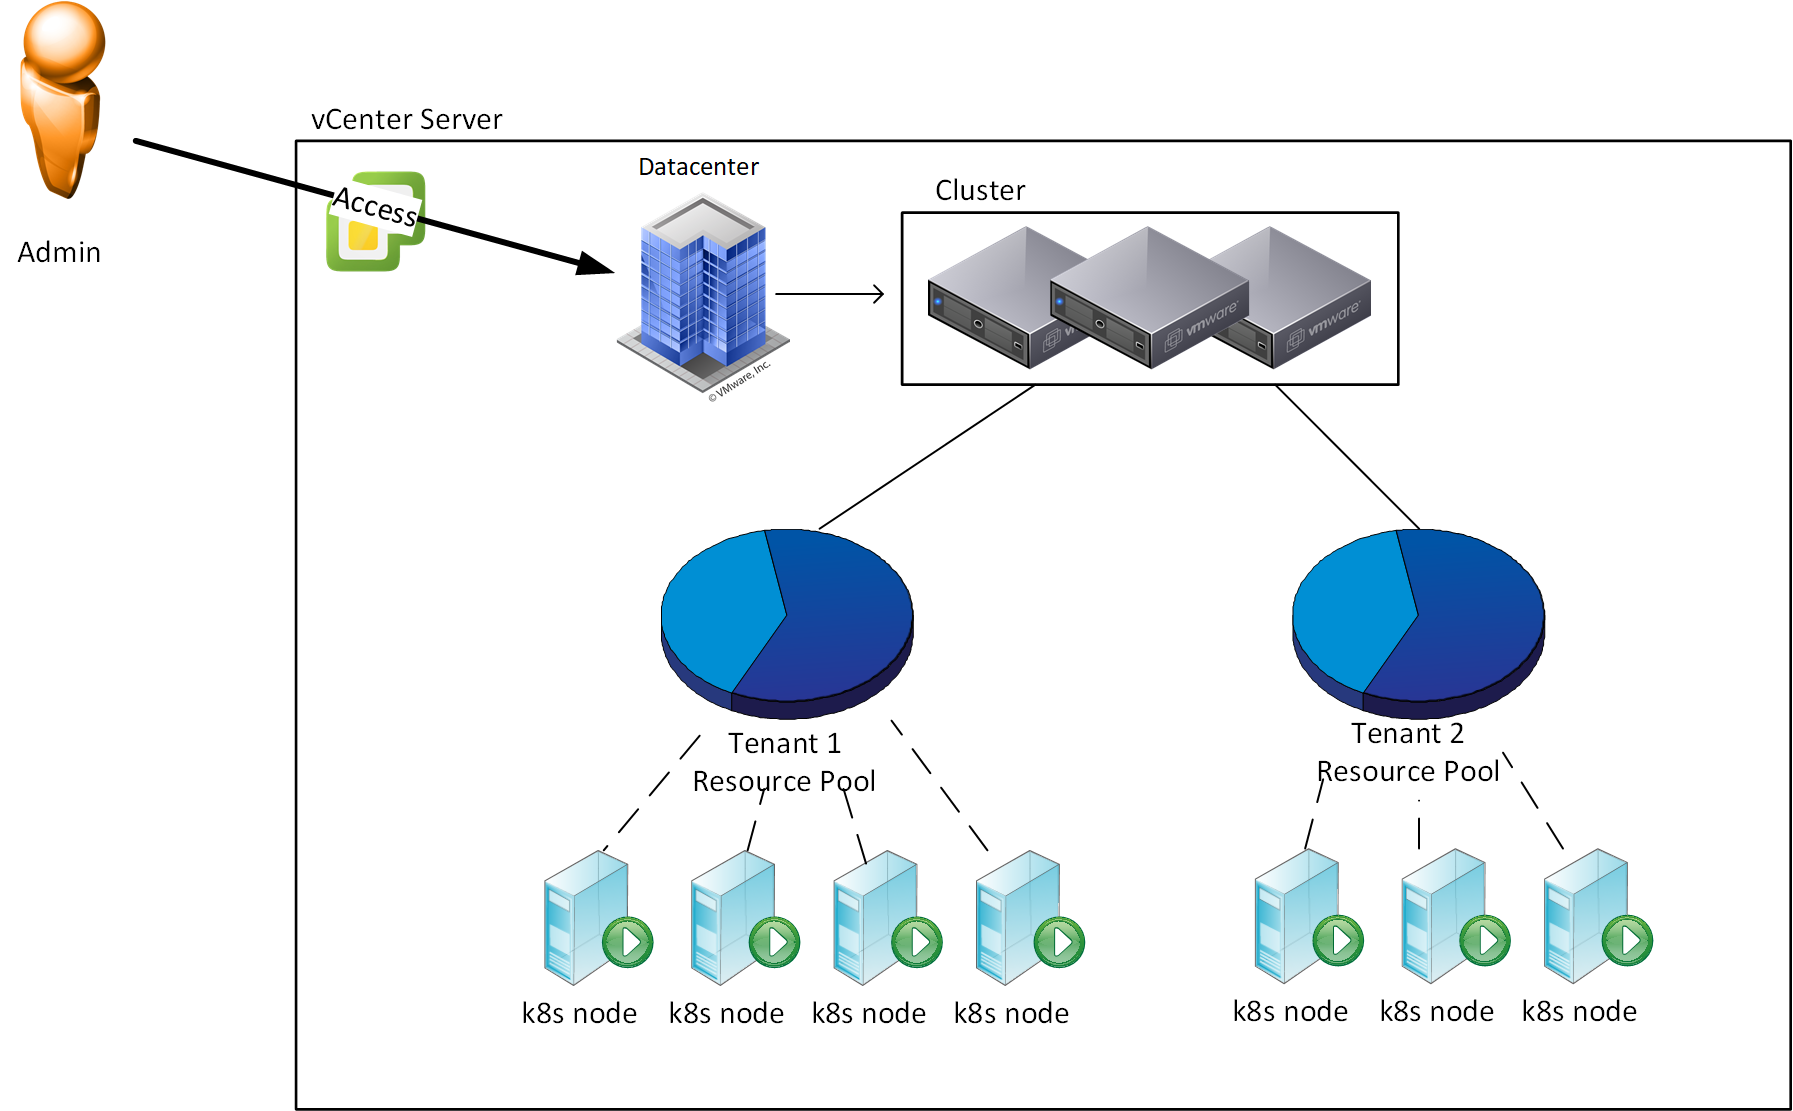 vCenter Server
Access
Admin
Datacenter
© VMware, Inc.
Cluster
vmware
vmware
vm
Tenant 1
Resource Pool
Tenant 2
Resource Pool
k8s node
k8s node
k8s node
k8s node
k8s node
k8s node
k8s node